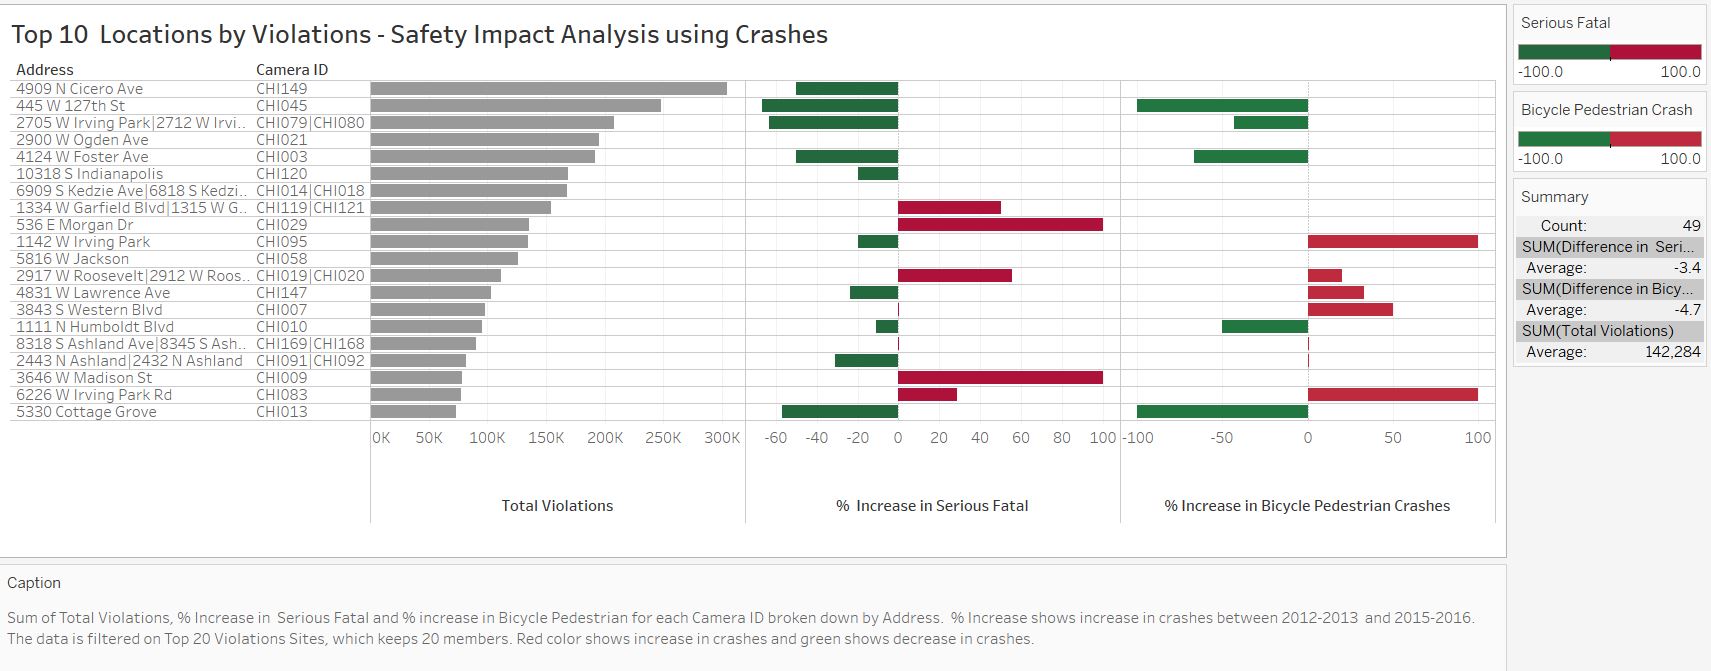 Top 10  Locations by Violations - Safety Impact Analysis using Crashes
Address Camera ID
4909 N Cicero Ave CHI149
445 W 127th St CHI045
2705 W Irving Park|2712 W Irvi.. CHI079|CHI080
2900 W Ogden Ave CHI021
4124 W Foster Ave CHI003
10318 S Indianapolis CHI120
6909 S Kedzie Ave|6818 S Kedzi.. CHI014|CHI018
1334 W Garfield Blvd|1315 W G.. CHI119|CHI121
536 E Morgan Dr CHI029
1142 W Irving Park CHI095
5816 W Jackson CHI058
2917 W Roosevelt|2912 W Roos.. CHI019|CHI020
4831 W Lawrence Ave CHI147
3843 S Western Blvd CHI007
1111 N Humboldt Blvd CHI010
8318 S Ashland Ave|8345 S Ash.. CHI169|CHI168
2443 N Ashland|2432 N Ashland CHI091|CHI092
3646 W Madison St CHI009
6226 W Irving Park Rd CHI083
5330 Cottage Grove CHI013
0K 50K 100K 150K 200K 250K 300K -60 -40 -20 0 20 40 60 80 100 -100 -50 0 50 100
Total Violations % Increase in Serious Fatal % Increase in Bicycle Pedestrian Crashes
Serious Fatal
-100.0 100.0
Bicycle Pedestrian Crash
-100.0 100.0
Summary
Count: 49
SUM(Difference in Seri...
Average: -3.4
SUM(Difference in Bicy...
Average: -4.7
SUM(Total Violations)
Average: 142,284
Caption
Sum of Total Violations, % Increase in  Serious Fatal and % increase in Bicycle Pedestrian for each Camera ID broken down by Address.  % Increase shows increase in crashes between 2012-2013  and 2015-2016.
The data is filtered on Top 20 Violations Sites, which keeps 20 members. Red color shows increase in crashes and green shows decrease in crashes.